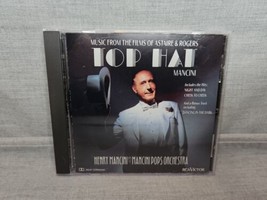 MUSIC FROM THE FILMS OF ASTAIRE & ROGERS
TOP HAT
MANCINI
Includes the Hits
NIGHT AND DAY
CHEEK TO CHEEK
HENRY MANCINI & MANCINI POPS ORCHESTRA
RCA VICTOR